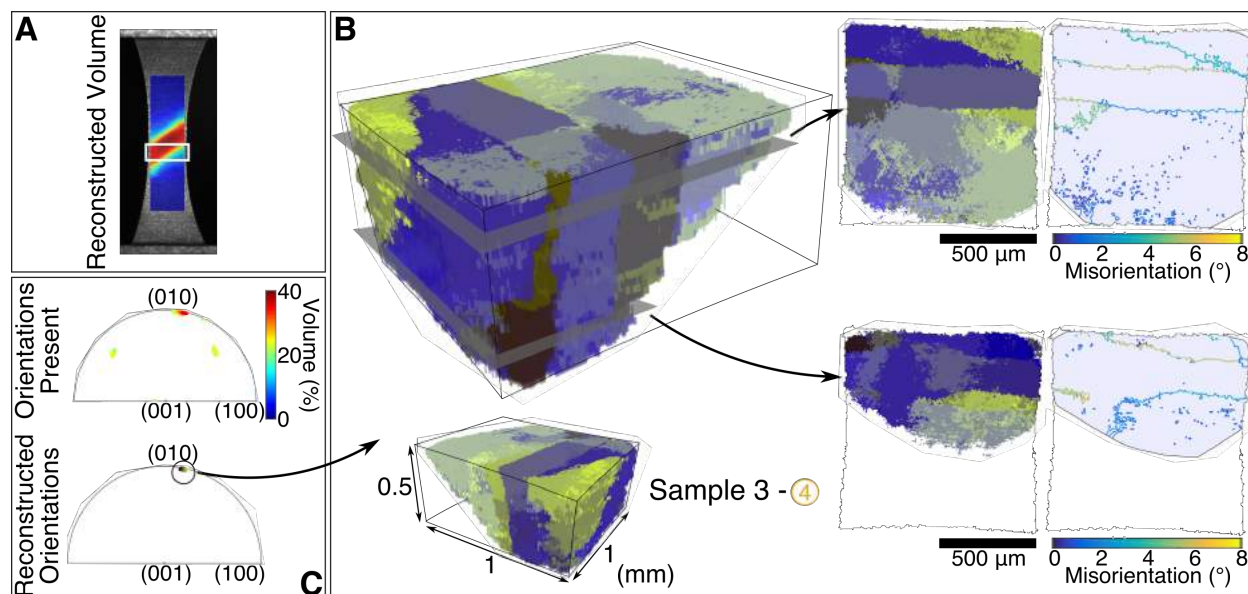 A
Reconstructed Volume
B
500 µm
0 2 4 6 8
Misorientation (°)
(010)
40
20
0
Volume (%)
Orientations
Present
(001) (100)
(010)
Reconstructed
Orientations
(001) (100)
C
0.5
1
1
(mm)
Sample 3 - 4
500 µm
0 2 4 6 8
Misorientation (°)